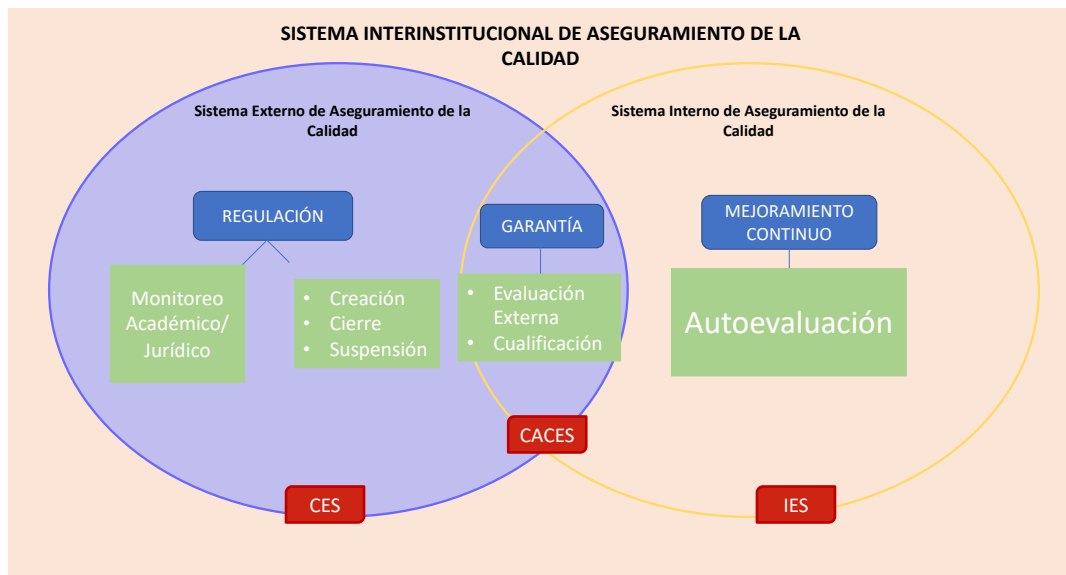 SISTEMA INTERINSTITUCIONAL DE ASEGURAMIENTO DE LA
CALIDAD
Sistema Externo de Aseguramiento de la
Calidad
Sistema Interno de Aseguramiento de la
Calidad
REGULACIÓN
GARANTÍA
MEJORAMIENTO
CONTINUO
Monitoreo
Académico/
Jurídico
• Creación
• Cierre
• Suspensión
• Evaluación
Externa
• Cualificación
Autoevaluación
CACES
CES
IES